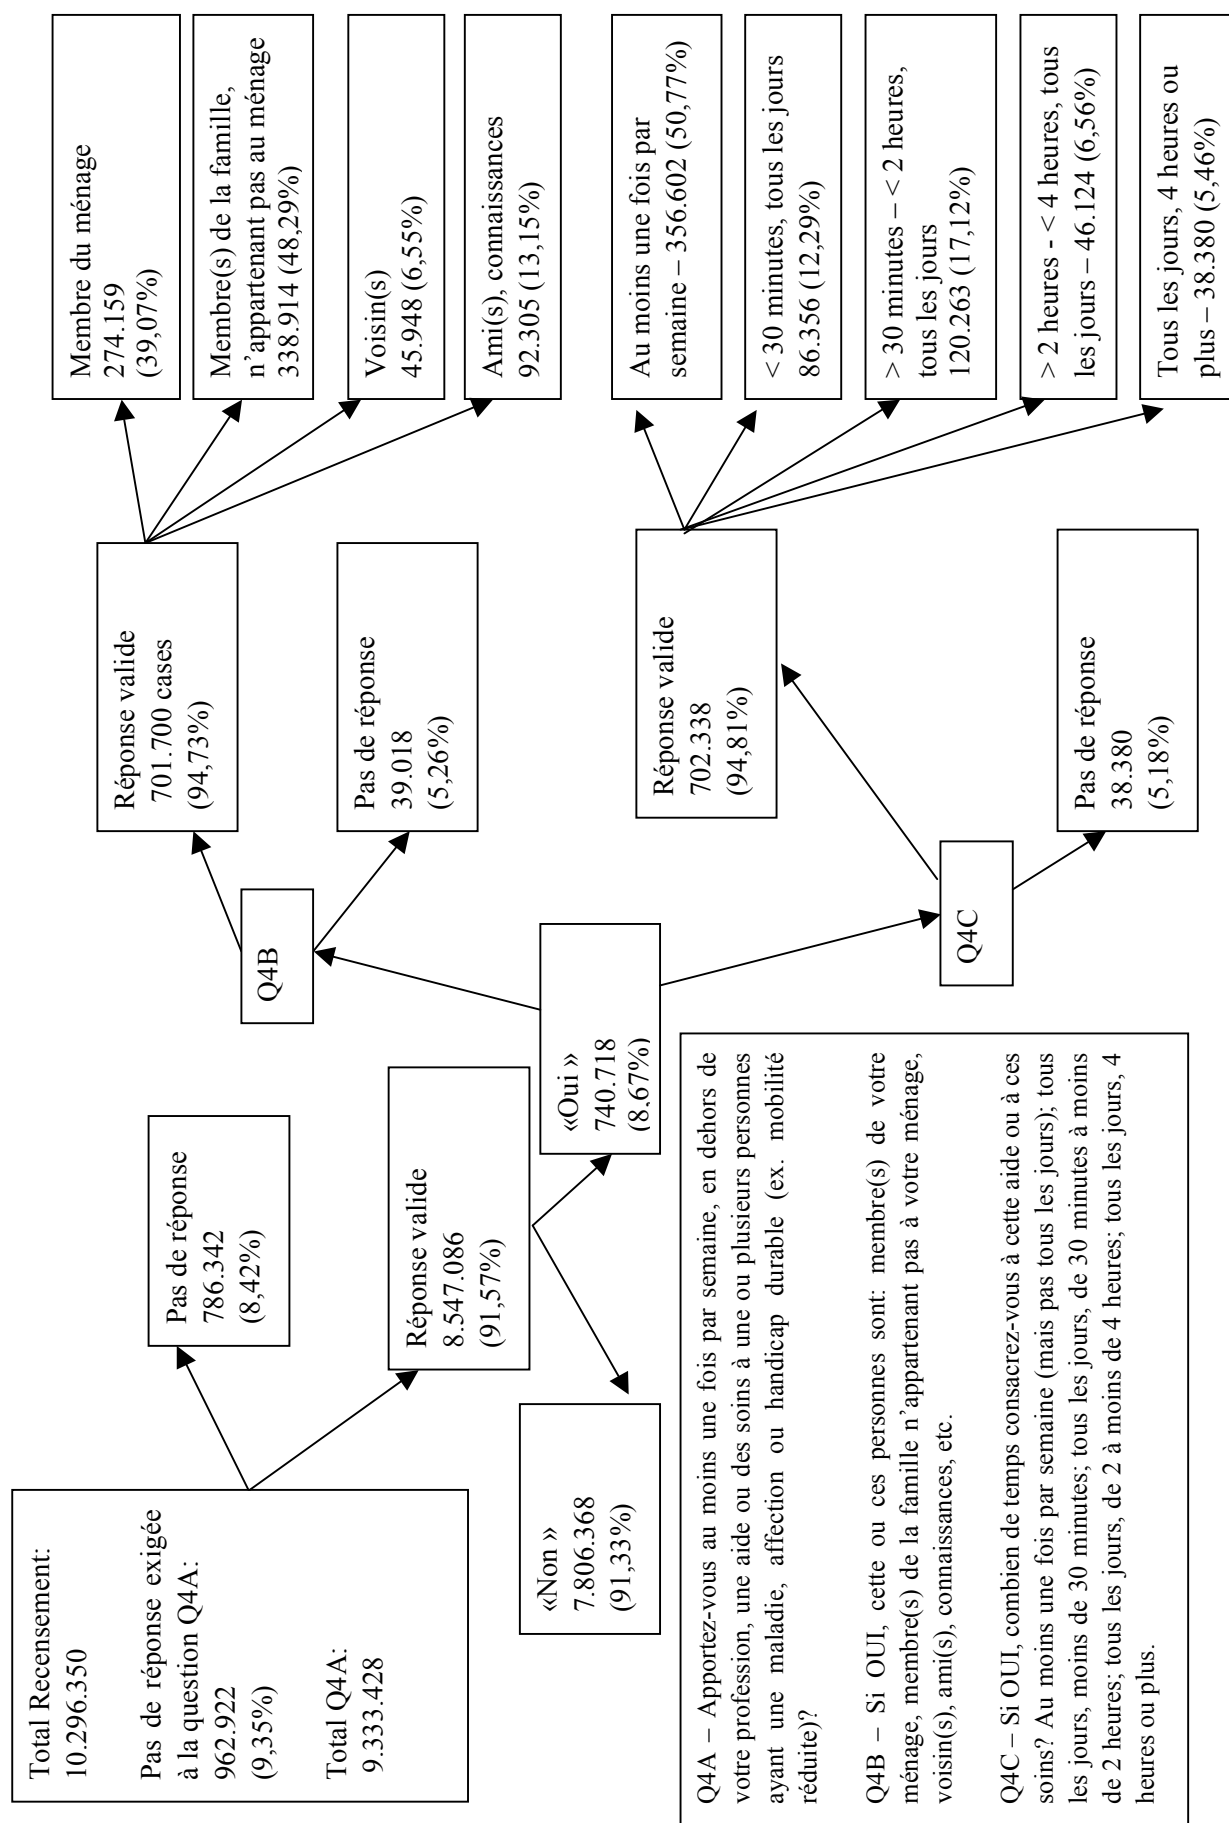 Total Recensement:
10.296.350
Pas de réponse exigée
à la question Q4A:
962.922
(9,35%)
Total Q4A:
9.333.428
Pas de réponse
786.342
(8,42%)
Réponse valide
8.547.086
(91,57%)
«Non »
7.806.368
(91,33%)
«Oui »
740.718
(8,67%)
Q4B
Réponse valide
701.700 cases
(94,73%)
Pas de réponse
39.018
(5,26%)
Membre du ménage
274.159
(39,07%)
Membre(s) de la famille,
n'appartenant pas au ménage
338.914 (48,29%)
Voisin(s)
45.948 (6,55%)
Ami(s), connaissances
92.305 (13,15%)
Q4C
Réponse valide
702.338
(94,81%)
Pas de réponse
38.380
(5,18%)
Au moins une fois par
semaine – 356.602 (50,77%)
< 30 minutes, tous les jours
86.356 (12,29%)
> 30 minutes – < 2 heures,
tous les jours
120.263 (17,12%)
> 2 heures - < 4 heures, tous
les jours – 46.124 (6,56%)
Tous les jours, 4 heures ou
plus – 38.380 (5,46%)
Q4A – Apportez-vous au moins une fois par semaine, en dehors de
votre profession, une aide ou des soins à une ou plusieurs personnes
ayant une maladie, affection ou handicap durable (ex. mobilité
réduite)?
Q4B – Si OUI, cette ou ces personnes sont: membre(s) de votre
ménage, membre(s) de la famille n'appartenant pas à votre ménage,
voisin(s), ami(s), connaissances, etc.
Q4C – Si OUI, combien de temps consacrez-vous à cette aide ou à ces
soins? Au moins une fois par semaine (mais pas tous les jours); tous
les jours, moins de 30 minutes; tous les jours, de 30 minutes à moins
de 2 heures; tous les jours, de 2 à moins de 4 heures; tous les jours, 4
heures ou plus.